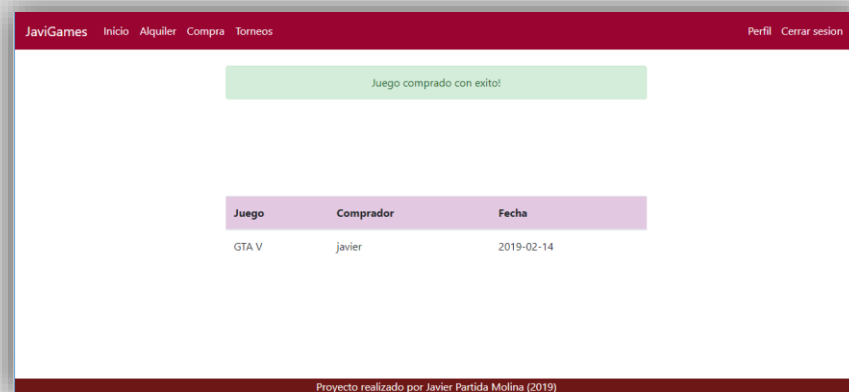 JaviGames Inicio Alquiler Compra Torneos Perfil Cerrar sesion
Juego comprado con exito!
Juego Comprador Fecha
GTA V javier 2019-02-14
Proyecto realizado por Javier Partida Molina (2019)